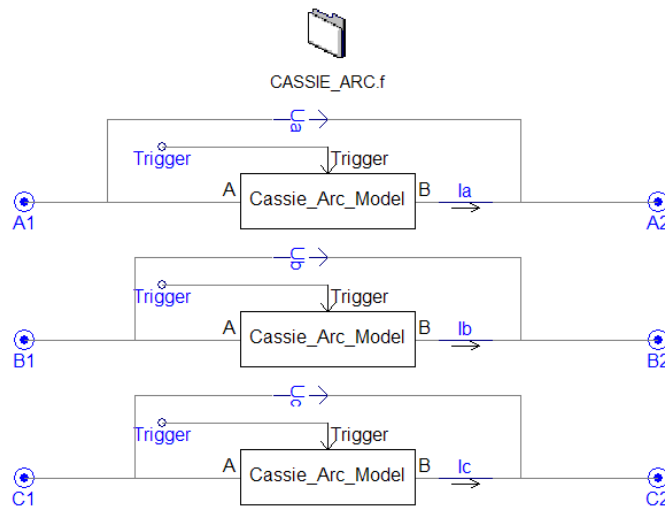 CASSIE_ARC.f
Ua
Trigger
Trigger
A
Cassie_Arc_Model
B
Ia
A1
A2
Ub
Trigger
Trigger
A
Cassie_Arc_Model
B
Ib
B1
B2
Uc
Trigger
Trigger
A
Cassie_Arc_Model
B
Ic
C1
C2